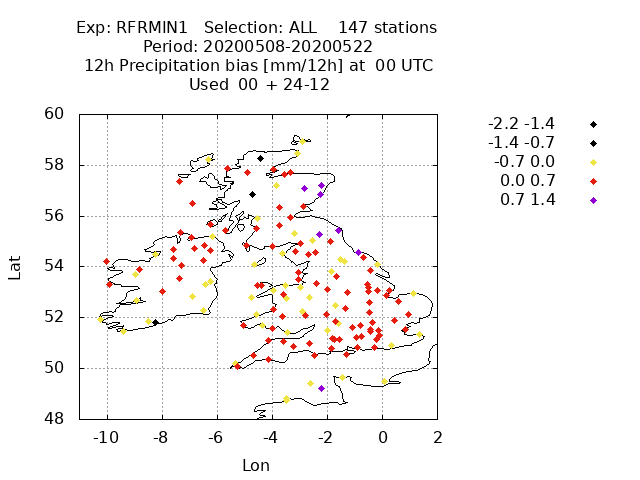 Exp: RFRMIN1 Selection: ALL 147 stations
Period: 20200508-20200522
12h Precipitation bias [mm/12h] at 00 UTC
Used 00 + 24-12
60
58
56
54
52
50
48
Lat
-10 -8 -6 -4 -2 0 2
Lon
-2.2 -1.4
-1.4 -0.7
-0.7 0.0
0.0 0.7
0.7 1.4